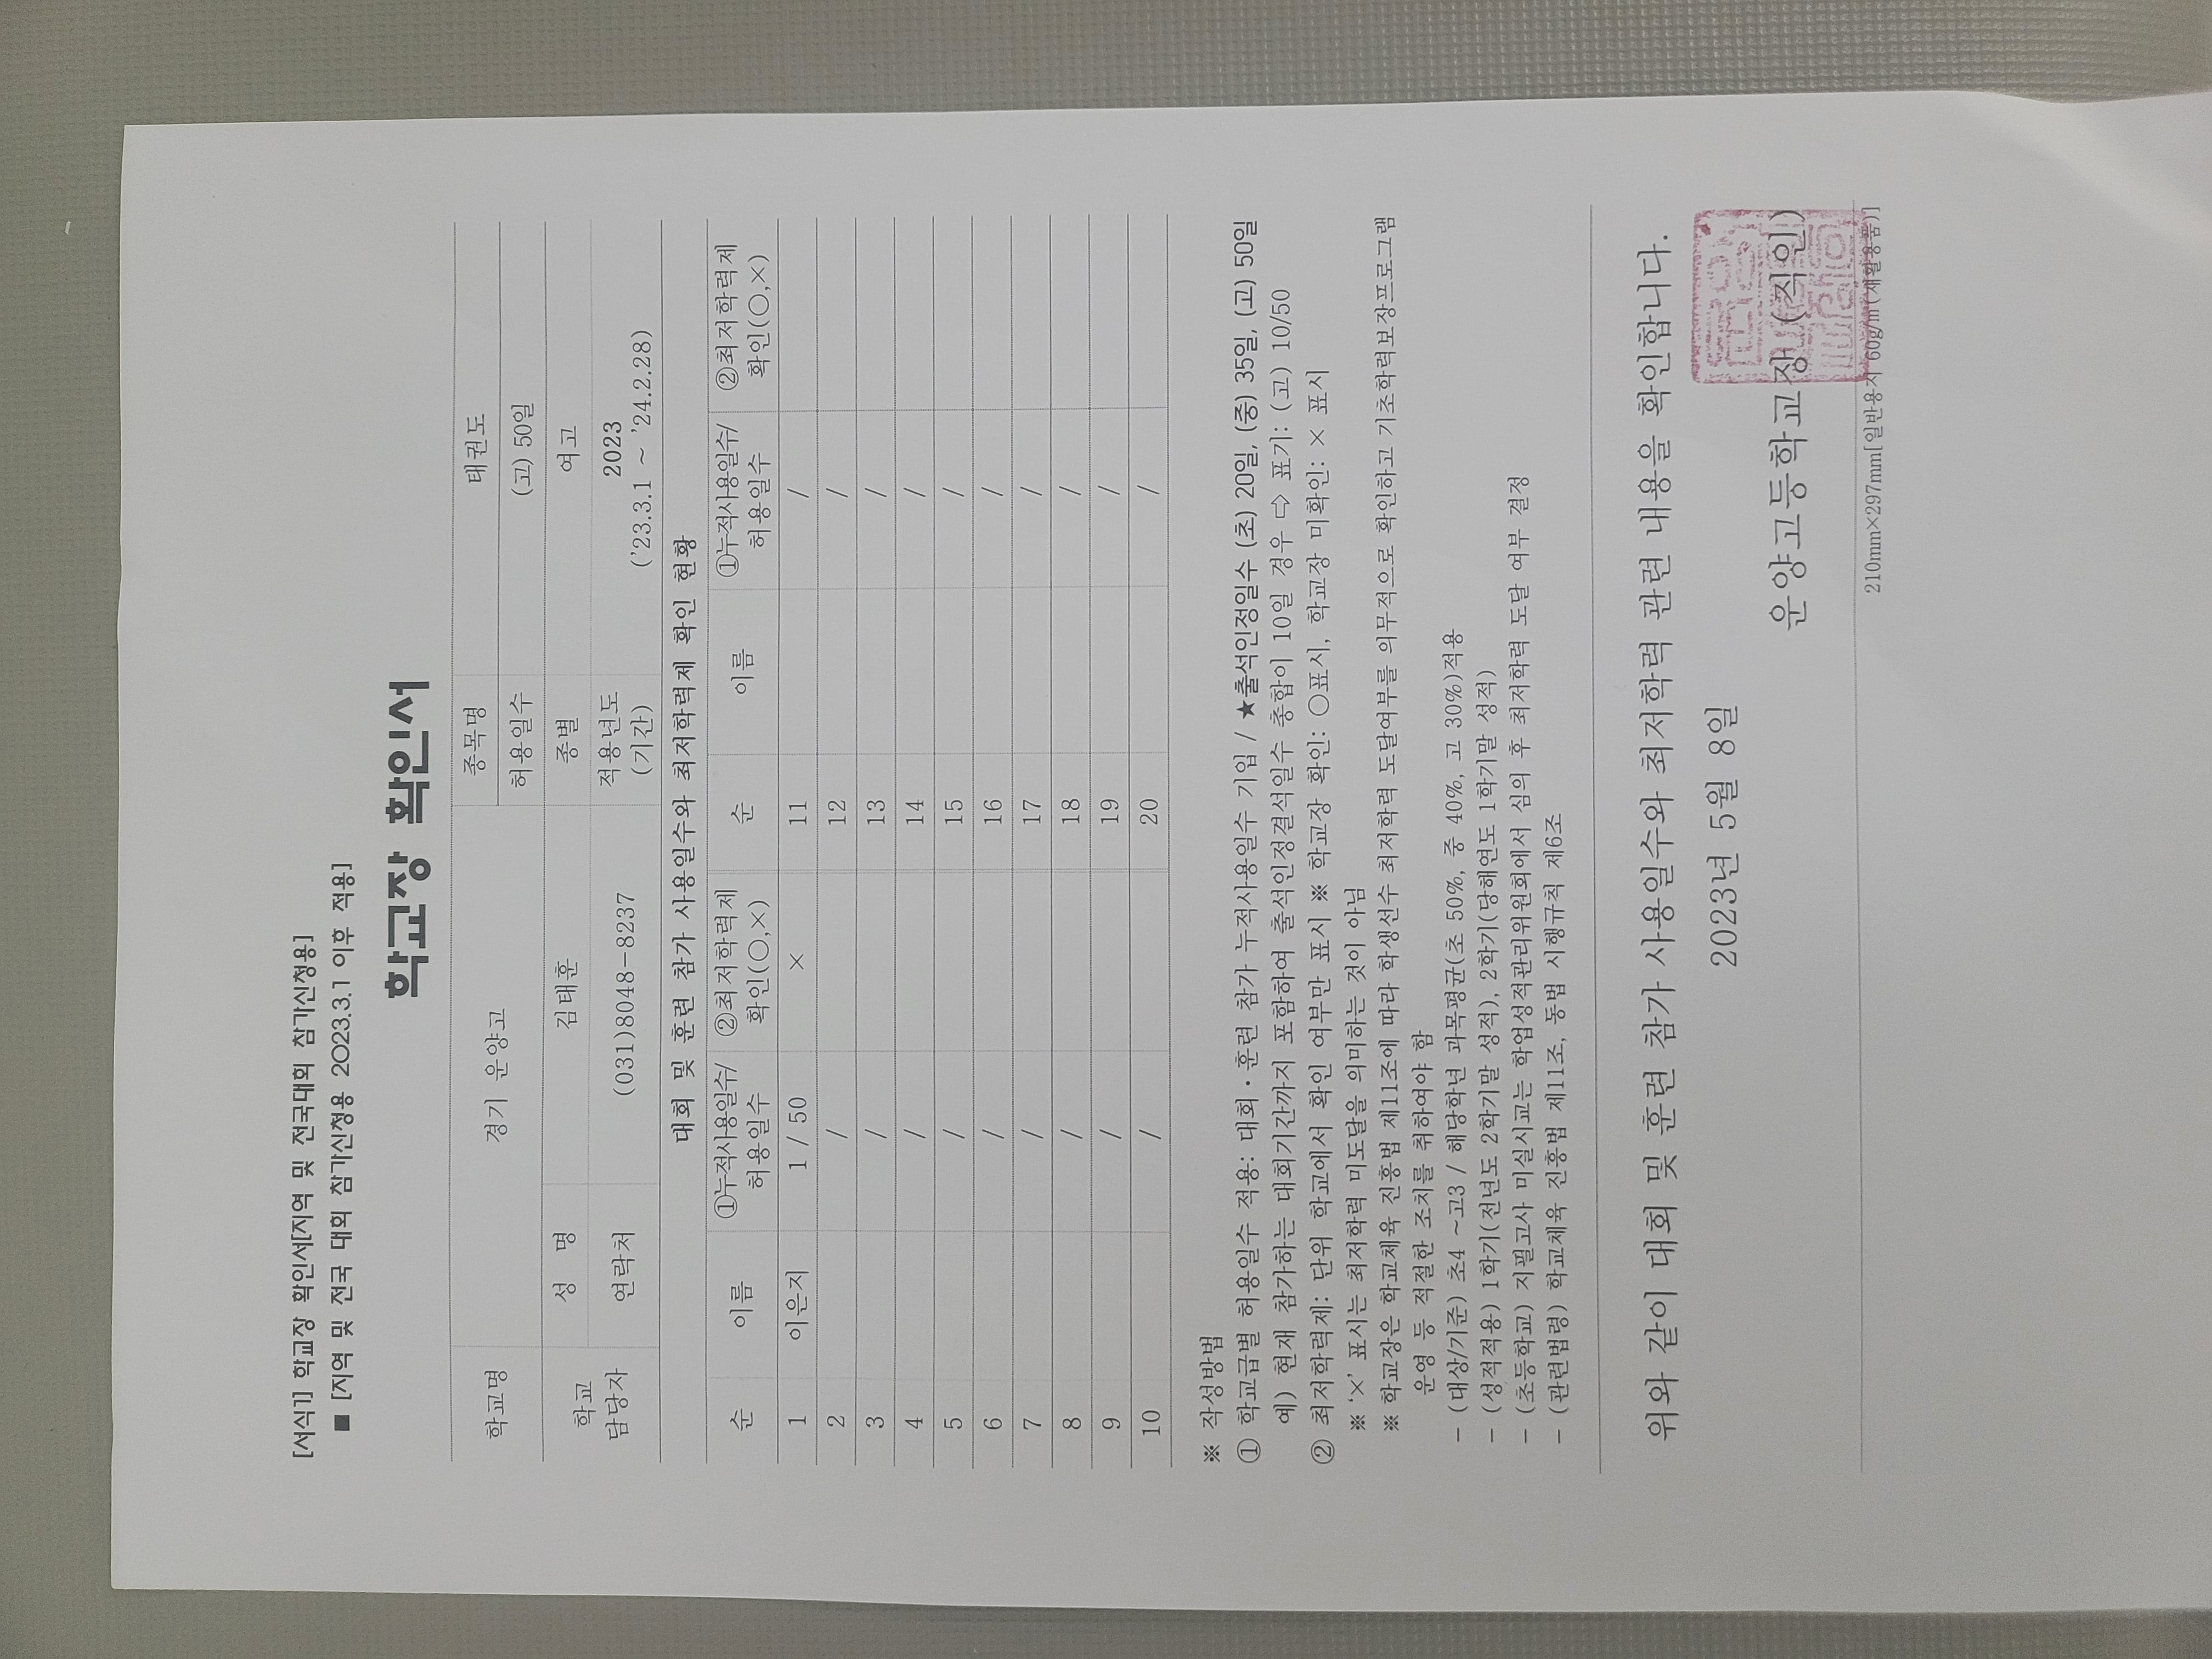 [서식1] 학교장 확인서[지역 및 전국대회 참가신청용]
■ [지역 및 전국 대회 참가신청용 2023.3.1 이후 적용]
학교장 확인서
학교명 경기 운양고 종목명 태권도
허용일수 (고) 50일
학교 담당자 성 명 김태훈 종별 여고
연락처 (031)8048-8237 적용년도 (기간) 2023 ('23.3.1 ~ '24.2.28)
대회 및 훈련 참가 사용일수와 최저학력제 확인 현황
순 이름 ①누적사용일수/ 허용일수 ②최저학력제 확인(○,×) 순 이름 ①누적사용일수/ 허용일수 ②최저학력제 확인(○,×)
1 이은지 1 / 50 × 11 /
2 / 12 /
3 / 13 /
4 / 14 /
5 / 15 /
6 / 16 /
7 / 17 /
8 / 18 /
9 / 19 /
10 / 20 /
※ 작성방법
① 학교급별 허용일수 적용: 대회·훈련 참가 누적사용일수 기입 / ★출석인정일수 (초) 20일, (중) 35일, (고) 50일
예) 현재 참가하는 대회기간까지 포함하여 출석인정결석일수 총합이 10일 경우 ⇨ 표기: (고) 10/50
② 최저학력제: 단위 학교에서 확인 여부만 표시 ※ 학교장 확인: ○표시, 학교장 미확인: × 표시
※ '×' 표시는 최저학력 미도달을 의미하는 것이 아님
※ 학교장은 학교체육 진흥법 제11조에 따라 학생선수 최저학력 도달여부를 의무적으로 확인하고 기초학력보장프로그램
운영 등 적절한 조치를 취하여야 함
- (대상/기준) 초4 ~고3 / 해당학년 과목평균(초 50%, 중 40%, 고 30%)적용
- (성적적용) 1학기(전년도 2학기말 성적), 2학기(당해연도 1학기말 성적)
- (초등학교) 지필고사 미실시교는 학업성적관리위원회에서 심의 후 최저학력 도달 여부 결정
- (관련법령) 학교체육 진흥법 제11조, 동법 시행규칙 제6조
위와 같이 대회 및 훈련 참가 사용일수와 최저학력 관련 내용을 확인합니다.
2023년 5월 8일
운양고등학교장 (직인)
210mm×297mm[일반용지 60g/㎡(재활용품)]